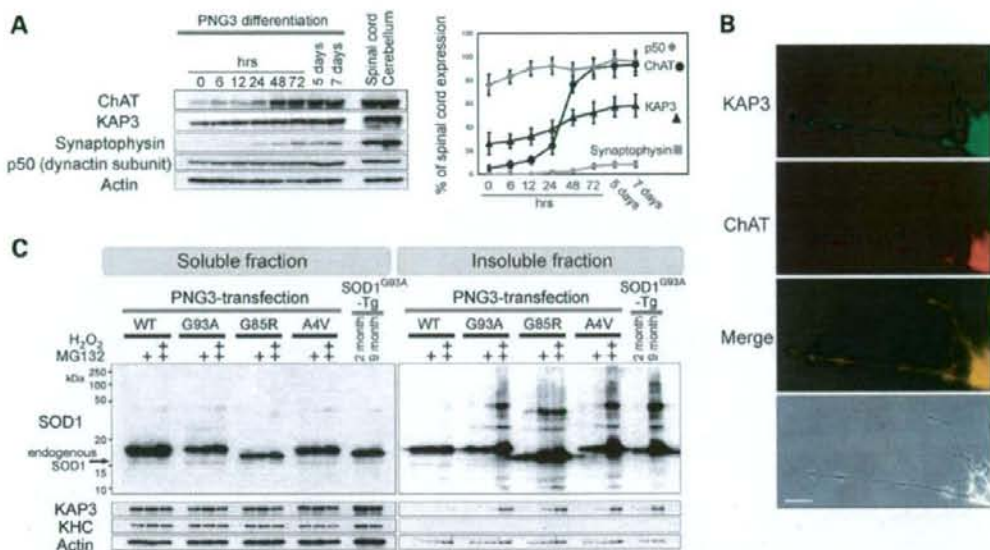 A
PNG3 differentiation
hrs
0 6 12 24 48 72 5 days 7 days Spinal cord Cerebellum
ChAT
KAP3
Synaptophysin
p50 (dynactin subunit)
Actin
% of spinal cord expression
p50
ChAT
KAP3
Synaptophysin
0 6 12 24 48 72 5 days 7 days
hrs
B
KAP3
ChAT
Merge
C
Soluble fraction Insoluble fraction
PNG3-transfection SOD1G93A -Tg PNG3-transfection SOD1G93A -Tg
WT G93A G85R A4V 2 month 9 month WT G93A G85R A4V 2 month 9 month
H2O2 + + + + + + + +
MG132 + + + + + + + + + + + + + + + +
250
kDa 100
50
SOD1
20
endogenous SOD1
15
10
KAP3
KHC
Actin